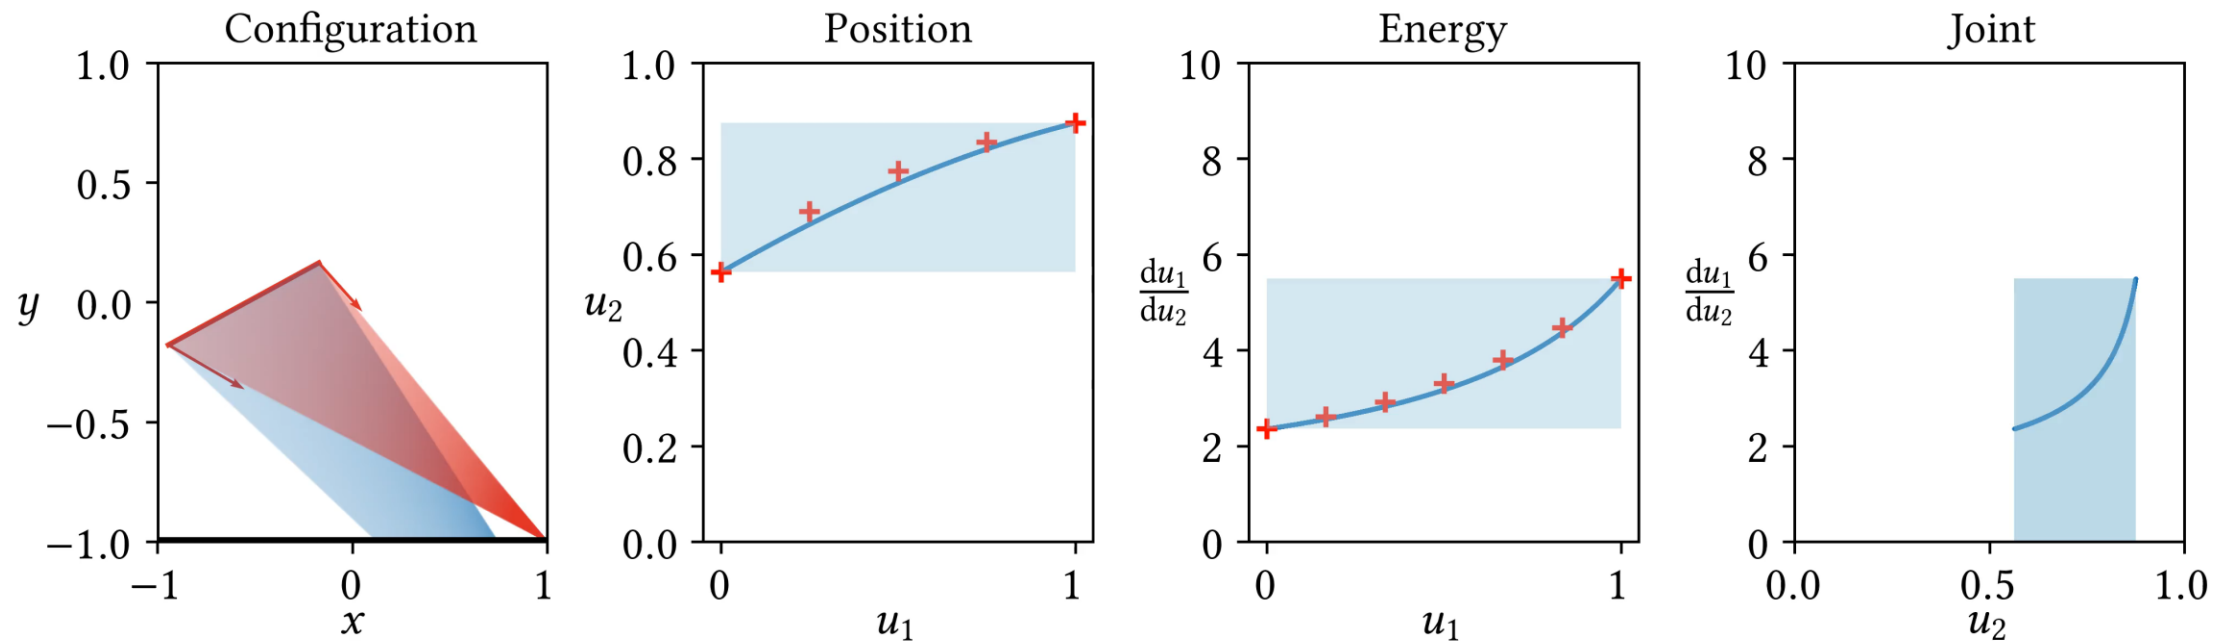 Configuration
1.0
0.5
y 0.0
−0.5
−1.0
−1 0 1
x
Position
1.0
0.8
0.6
u₂
0.4
0.2
0.0
0 1
u₁
Energy
10
8
6
du₁
du₂
4
2
0
0 1
u₁
Joint
10
8
6
du₁
du₂
4
2
0
0.0 0.5 1.0
u₂